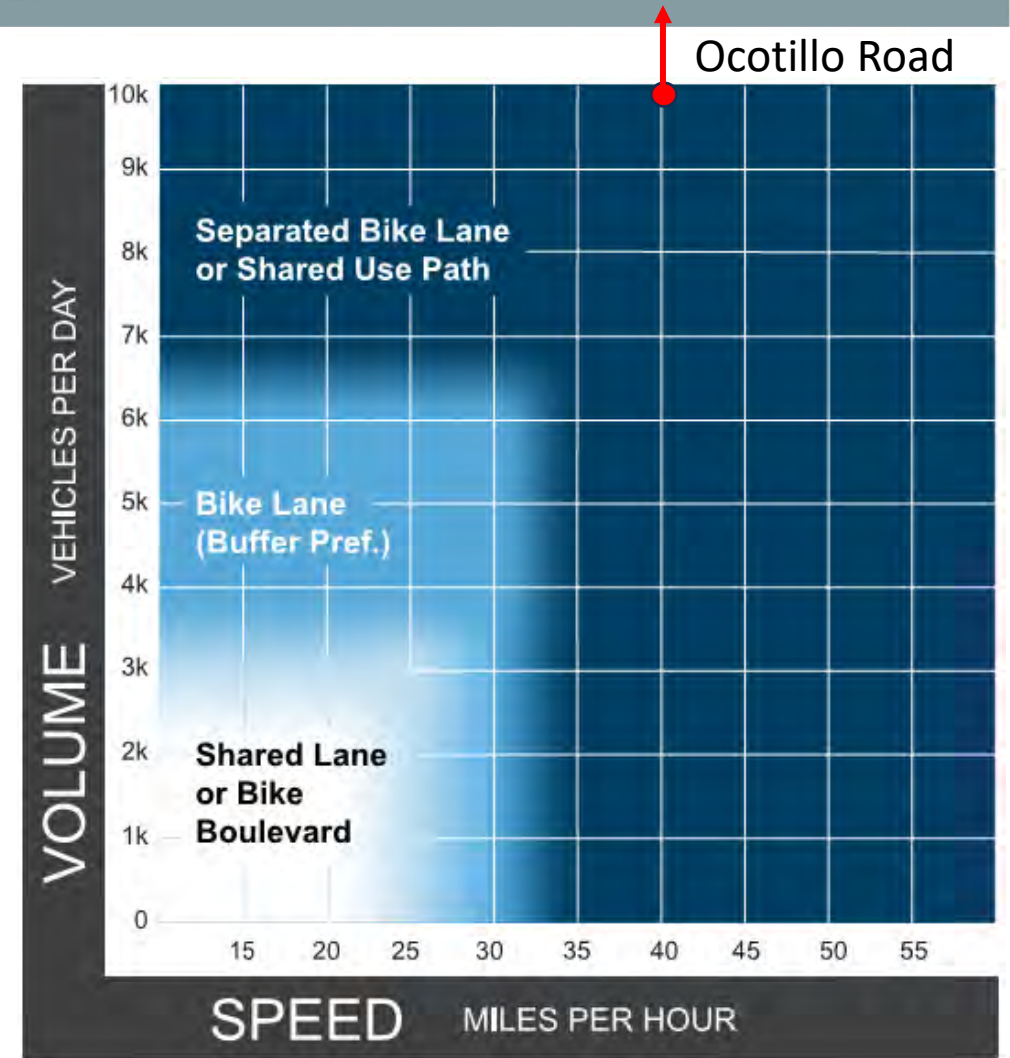 Ocotillo Road
10k
9k
8k
7k
6k
5k
4k
3k
2k
1k
0
Separated Bike Lane
or Shared Use Path
Bike Lane
(Buffer Pref.)
Shared Lane
or Bike
Boulevard
VOLUME VEHICLES PER DAY
15 20 25 30 35 40 45 50 55
SPEED MILES PER HOUR